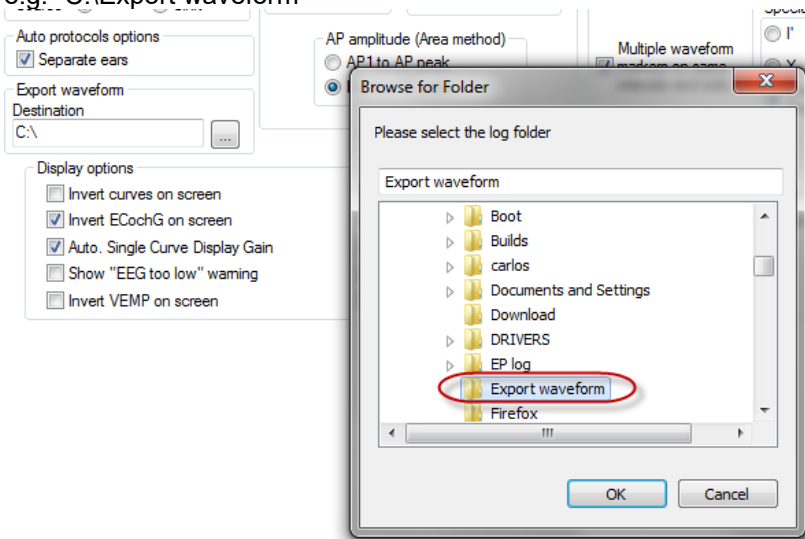 e.g. "C:\Export waveform"
Auto protocols options
Separate ears
Export waveform
Destination
C:\
...
Display options
Invert curves on screen
Invert ECochG on screen
Auto. Single Curve Display Gain
Show "EEG too low" warning
Invert VEMP on screen
AP amplitude (Area method)
AP1 to AP peak
Multiple waveform
I'
Browse for Folder
Please select the log folder
Export waveform
Boot
Builds
carlos
Documents and Settings
Download
DRIVERS
EP log
Export waveform
Firefox
OK
Cancel